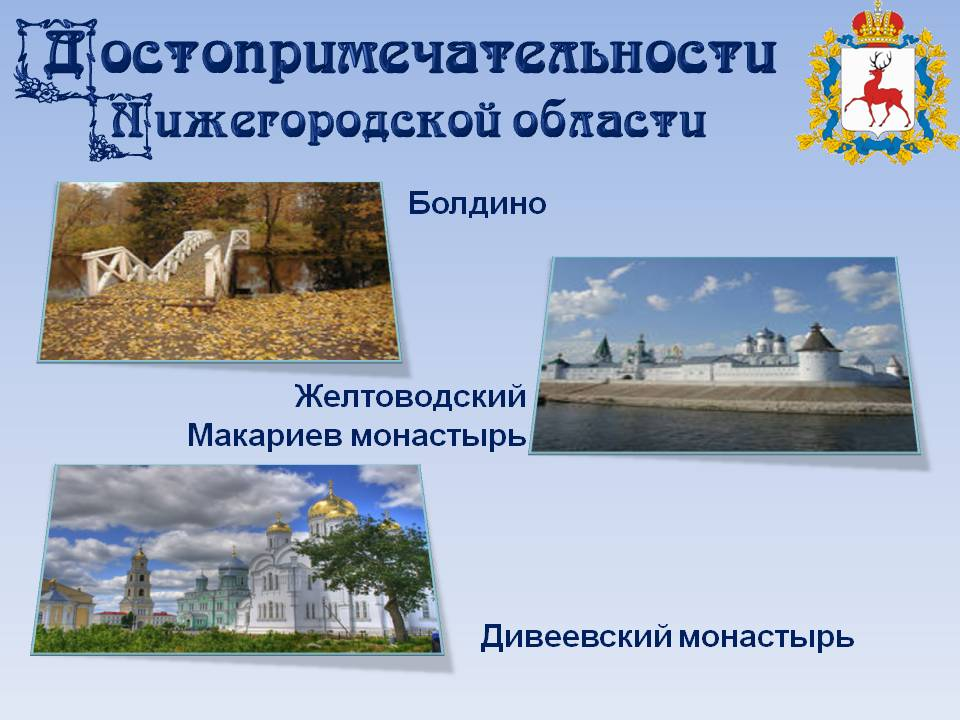 Достопримечательности
Нижегородской области
Болдино
Желтоводский
Макариев монастырь
Дивеевский монастырь